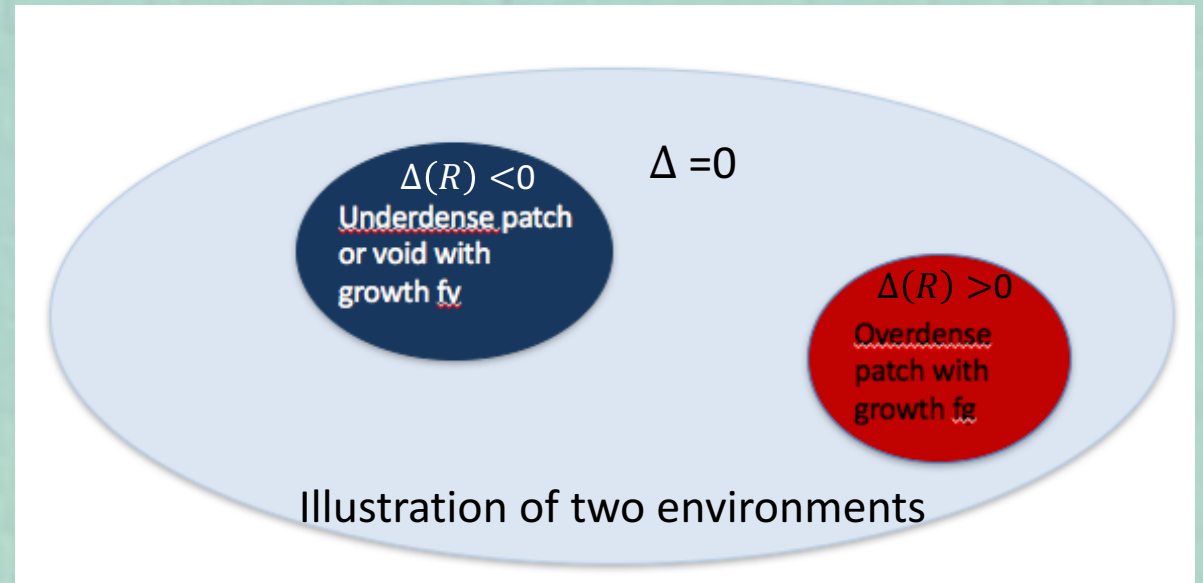 Δ(R) <0
Underdense patch
or void with
growth fv
Δ =0
Δ(R) >0
Overdense
patch with
growth fg
Illustration of two environments